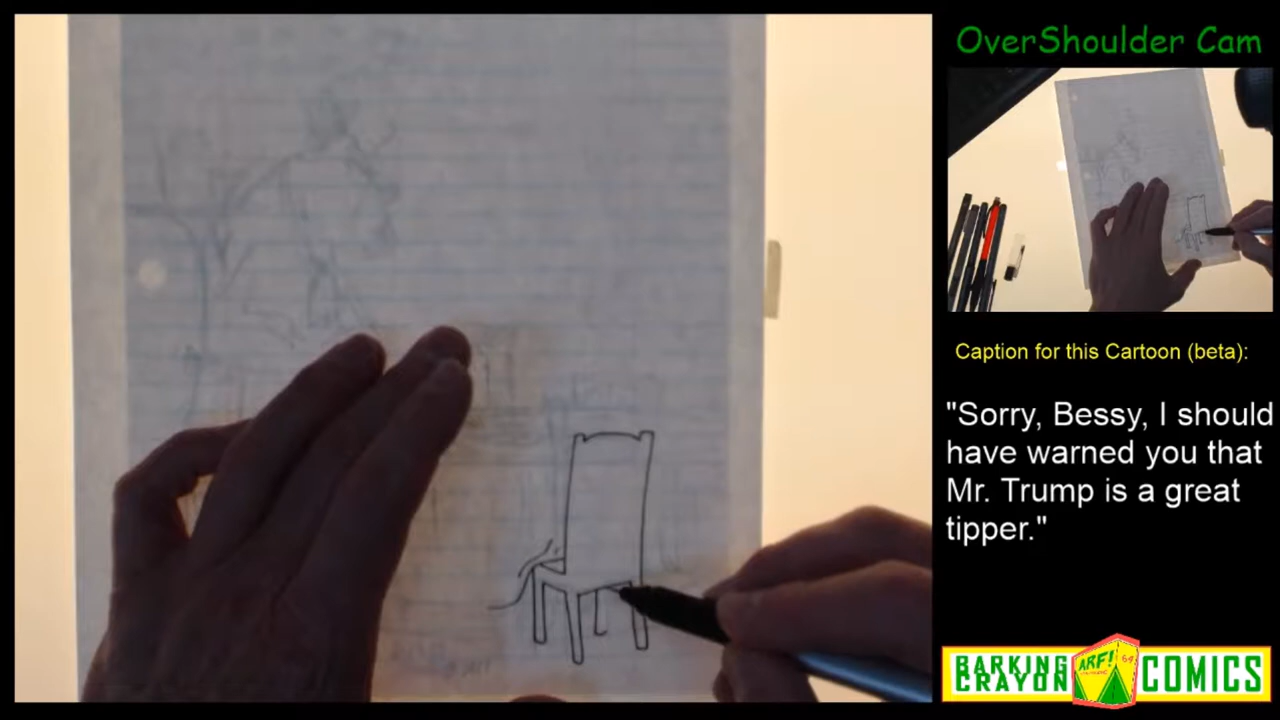 OverShoulder Cam
Caption for this Cartoon (beta):
"Sorry, Bessy, I should
have warned you that
Mr. Trump is a great
tipper."
BARKING
CRAYON
ARF!
64
COMICS